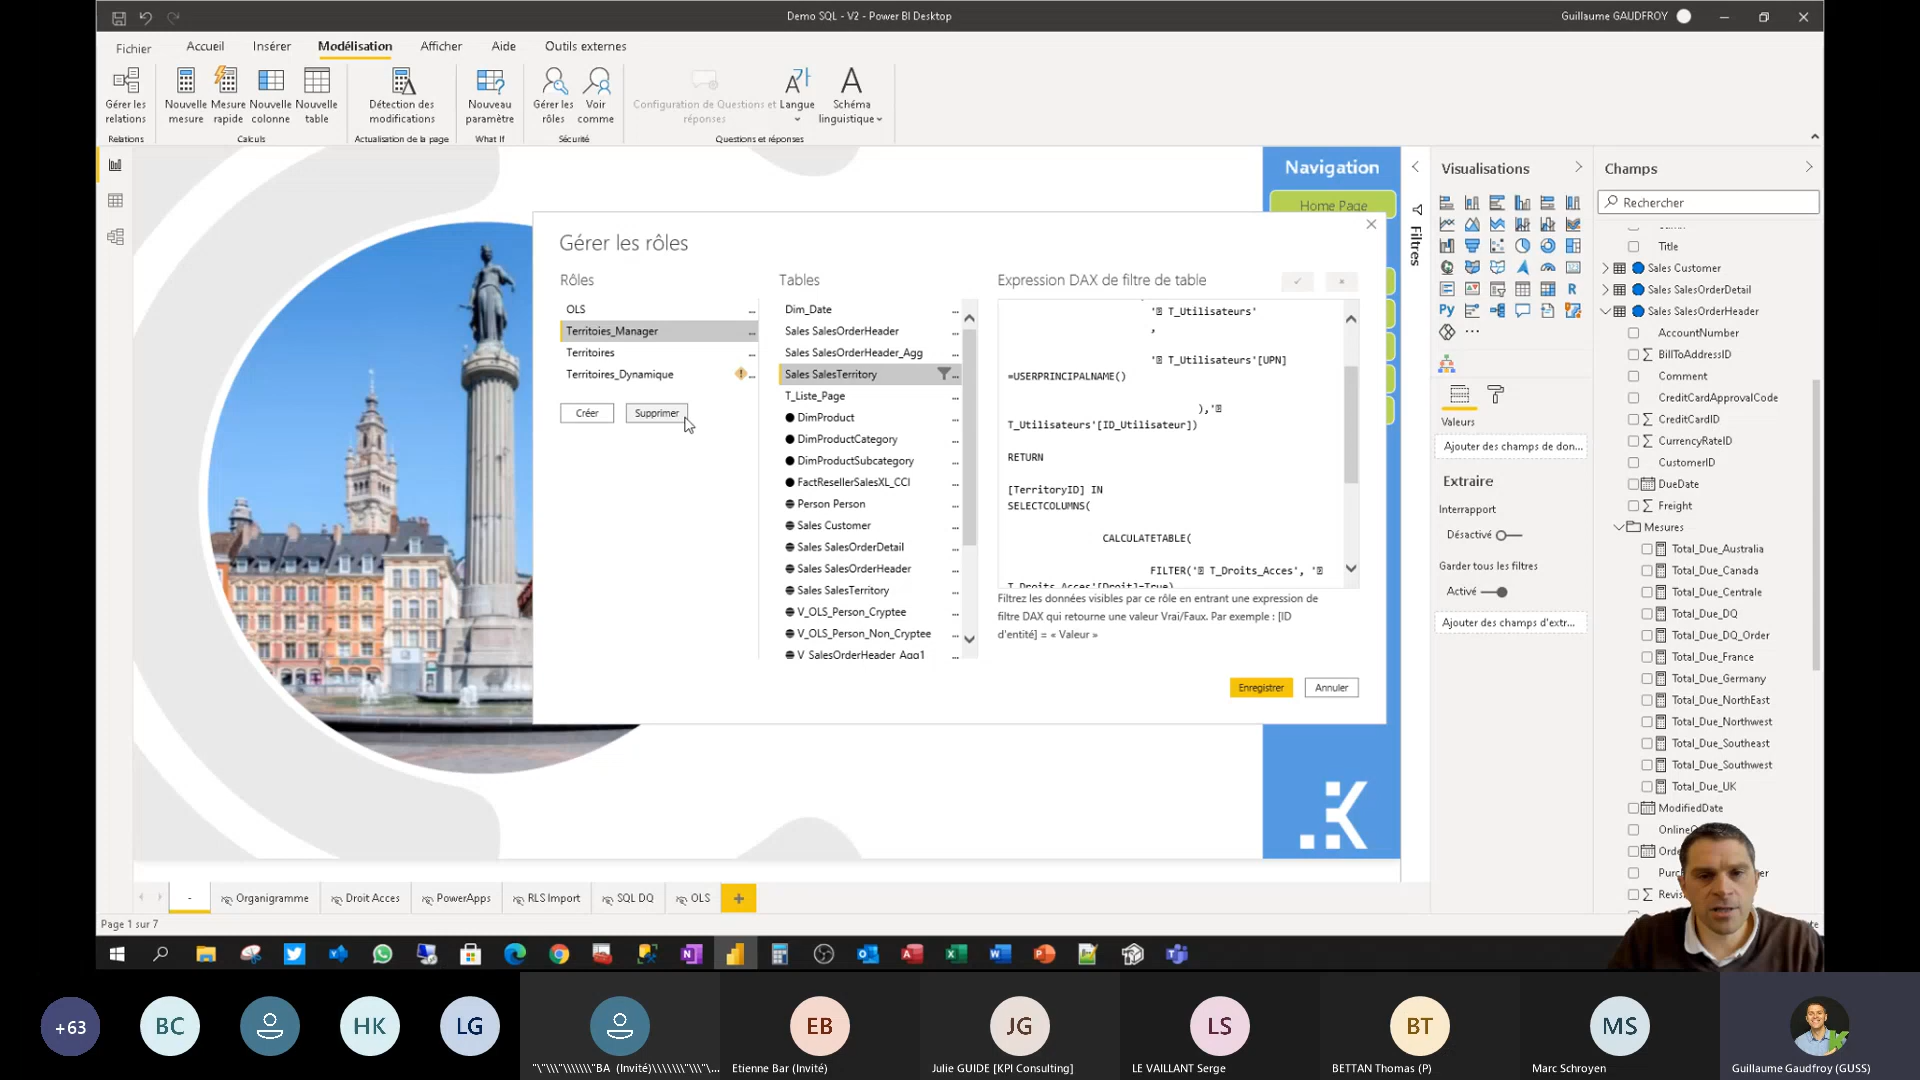 Demo SQL - V2 - Power BI Desktop
Guillaume GAUDFROY
Fichier
Accueil
Insérer
Modélisation
Afficher
Aide
Outils externes
Gérer les relations
Nouvelle mesure
Mesure rapide
Nouvelle colonne
Nouvelle table
Détection des modifications
Nouveau paramètre
Gérer les rôles
Voir comme
Configuration de Questions et réponses
Langue
Schéma linguistique
Relations
Calculs
Actualisation de la page
What If
Sécurité
Questions et réponses
Navigation
Home Page
Gérer les rôles
Rôles
OLS
Territoies_Manager
Territoires
Territoires_Dynamique
Créer
Supprimer
Tables
Dim_Date
Sales SalesOrderHeader
Sales SalesOrderHeader_Agg
Sales SalesTerritory
T_Liste_Page
DimProduct
DimProductCategory
DimProductSubcategory
FactResellerSalesXL_CCI
Person Person
Sales Customer
Sales SalesOrderDetail
Sales SalesOrderHeader
Sales SalesTerritory
V_OLS_Person_Cryptee
V_OLS_Person_Non_Cryptee
V_SalesOrderHeader_Agg1
Expression DAX de filtre de table
T_Utilisateurs'
,
T_Utilisateurs'[UPN]
=USERPRINCIPALNAME()
),'
T_Utilisateurs'[ID_Utilisateur])
RETURN
[TerritoryID] IN
SELECTCOLUMNS(
CALCULATETABLE(
FILTER(' T_Droits_Acces', '
T_Droits_Acces'[Droit]=True)
Filtrez les données visibles par ce rôle en entrant une expression de
filtre DAX qui retourne une valeur Vrai/Faux. Par exemple : [ID
d'entité] = « Valeur »
Enregistrer
Annuler
Filtres
Visualisations
Valeurs
Ajouter des champs de don...
Extraire
Interrapport
Désactivé
Garder tous les filtres
Activé
Ajouter des champs d'extr...
Champs
Rechercher
Title
Sales Customer
Sales SalesOrderDetail
Sales SalesOrderHeader
AccountNumber
BillToAddressID
Comment
CreditCardApprovalCode
CreditCardID
CurrencyRateID
CustomerID
DueDate
Freight
Mesures
Total_Due_Australia
Total_Due_Canada
Total_Due_Centrale
Total_Due_DQ
Total_Due_DQ_Order
Total_Due_France
Total_Due_Germany
Total_Due_NorthEast
Total_Due_Northwest
Total_Due_Southeast
Total_Due_Southwest
Total_Due_UK
ModifiedDate
-
Organigramme
Droit Acces
PowerApps
RLS Import
SQL DQ
OLS
+
Page 1 sur 7
+63
BC
HK
LG
EB
JG
LS
BT
MS
"\"\\\"\\\\\\\"BA (Invité)\\\\\\\"\\\"\...
Etienne Bar (Invité)
Julie GUIDE [KPI Consulting]
LE VAILLANT Serge
BETTAN Thomas (P)
Marc Schroyen
Guillaume Gaudfroy (GUSS)